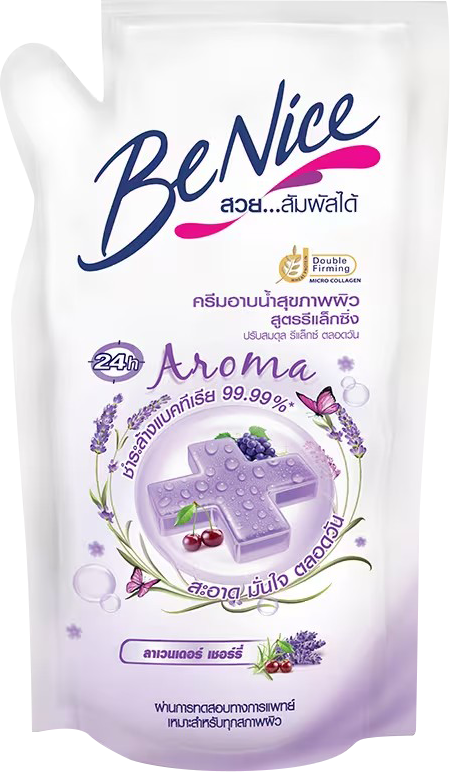 BeNice
สวย...สัมผัสได้
Double
Firming
MICRO COLLAGEN
ครีมอาบน้ำสุขภาพผิว
สูตรรีแล็กซิ่ง
ปรับสมดุล รีแล็กซ์ ตลอดวัน
24h
Aroma
ชำระล้างแบคทีเรีย 99.99%*
สะอาด มั่นใจ ตลอดวัน
ลาเวนเดอร์ เชอร์รี่
ผ่านการทดสอบทางการแพทย์
เหมาะสำหรับทุกสภาพผิว